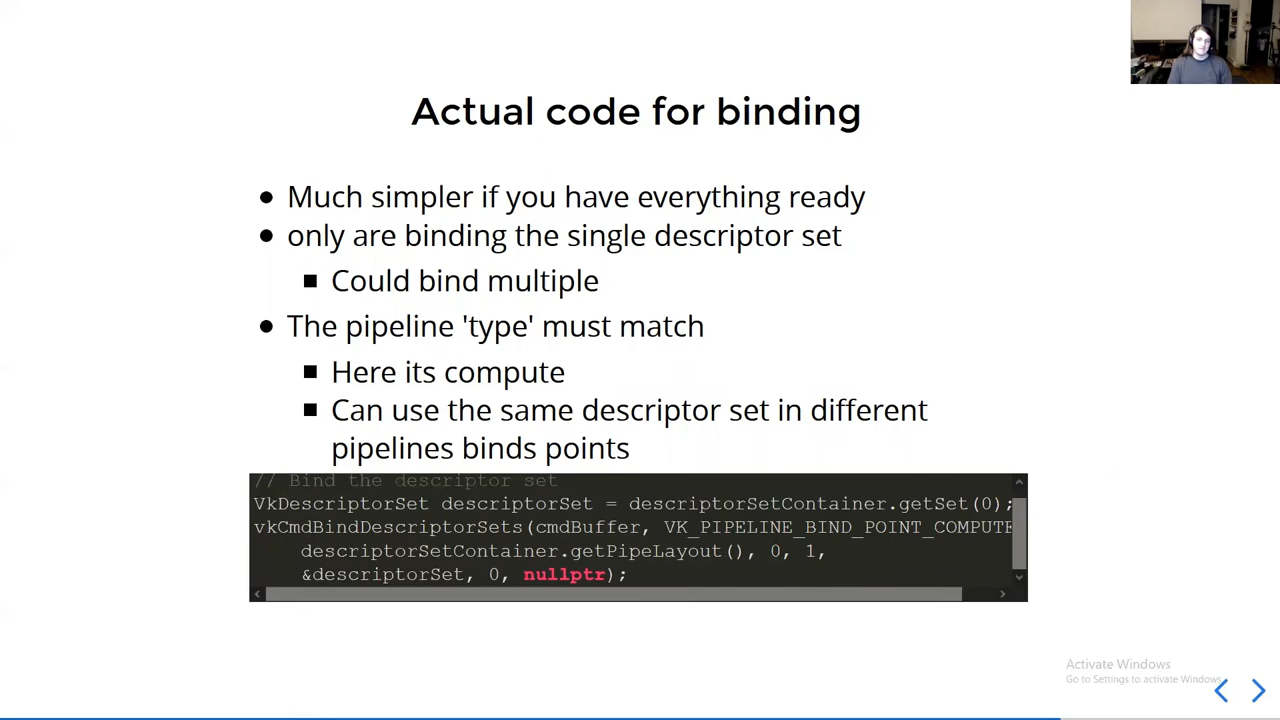 Actual code for binding
Much simpler if you have everything ready
only are binding the single descriptor set
Could bind multiple
The pipeline 'type' must match
Here its compute
Can use the same descriptor set in different
pipelines binds points
// Bind the descriptor set
VkDescriptorSet descriptorSet = descriptorSetContainer.getSet(0);
vkCmdBindDescriptorSets(cmdBuffer, VK_PIPELINE_BIND_POINT_COMPUTE
descriptorSetContainer.getPipeLayout(), 0, 1,
&descriptorSet, 0, nullptr);
Activate Windows
Go to Settings to activate Windows.